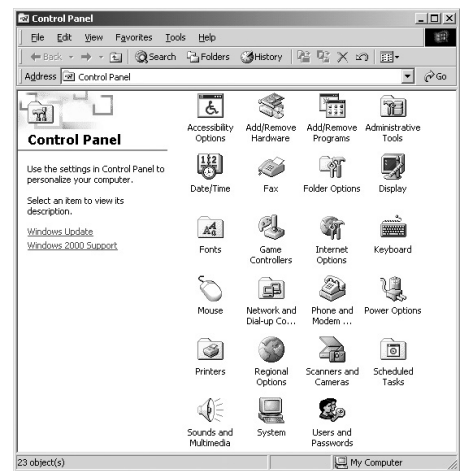 Control Panel
File Edit View Favorites Tools Help
Back Search Folders History
Address Control Panel Go
Control Panel
Use the settings in Control Panel to
personalize your computer.
Select an item to view its
description.
Windows Update
Windows 2000 Support
Accessibility
Options
Add/Remove
Hardware
Add/Remove
Programs
Administrative
Tools
12
Date/Time
Fax
Folder Options
Display
Fonts
Game
Controllers
Internet
Options
Keyboard
Mouse
Network and
Dial-up Co...
Phone and
Modem ...
Power Options
Printers
Regional
Options
Scanners and
Cameras
Scheduled
Tasks
Sounds and
Multimedia
System
Users and
Passwords
23 object(s) My Computer